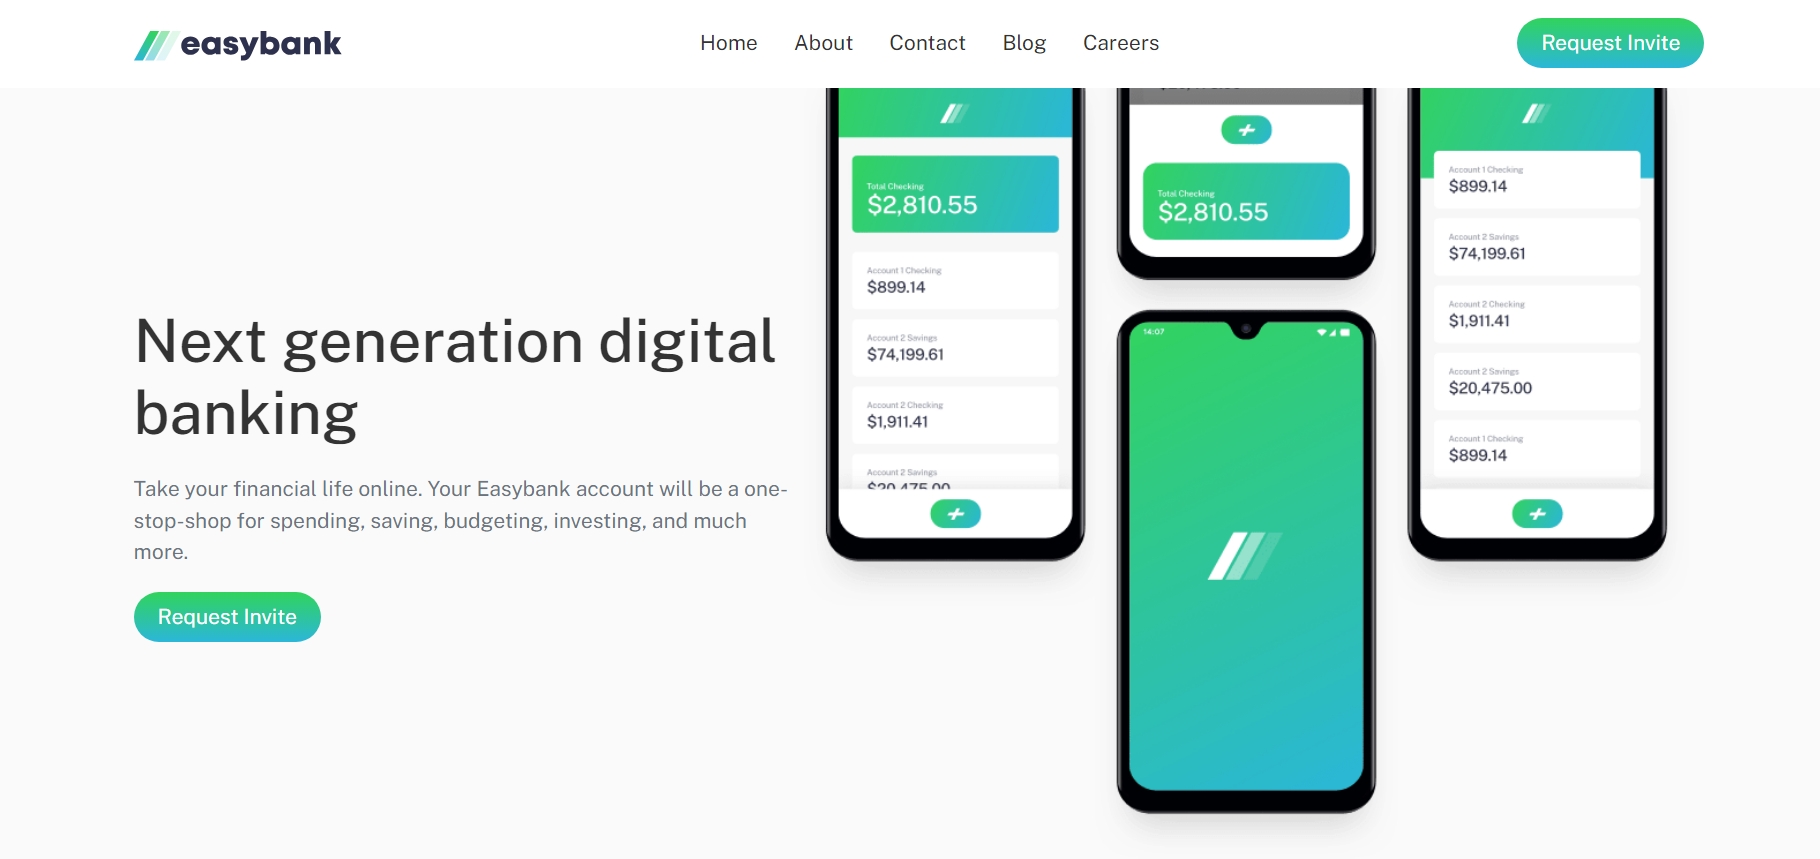 easybank
Home
About
Contact
Blog
Careers
Request Invite
Next generation digital
banking
Take your financial life online. Your Easybank account will be a one-
stop-shop for spending, saving, budgeting, investing, and much
more.
Request Invite
Total Checking
$2,810.55
Account 1 Checking
$899.14
Account 2 Savings
$74,199.61
Account 2 Checking
$1,911.41
Account 2 Savings
$20,475.00
Total Checking
$2,810.55
14:07
Account 1 Checking
$899.14
Account 2 Savings
$74,199.61
Account 2 Checking
$1,911.41
Account 2 Savings
$20,475.00
Account 1 Checking
$899.14